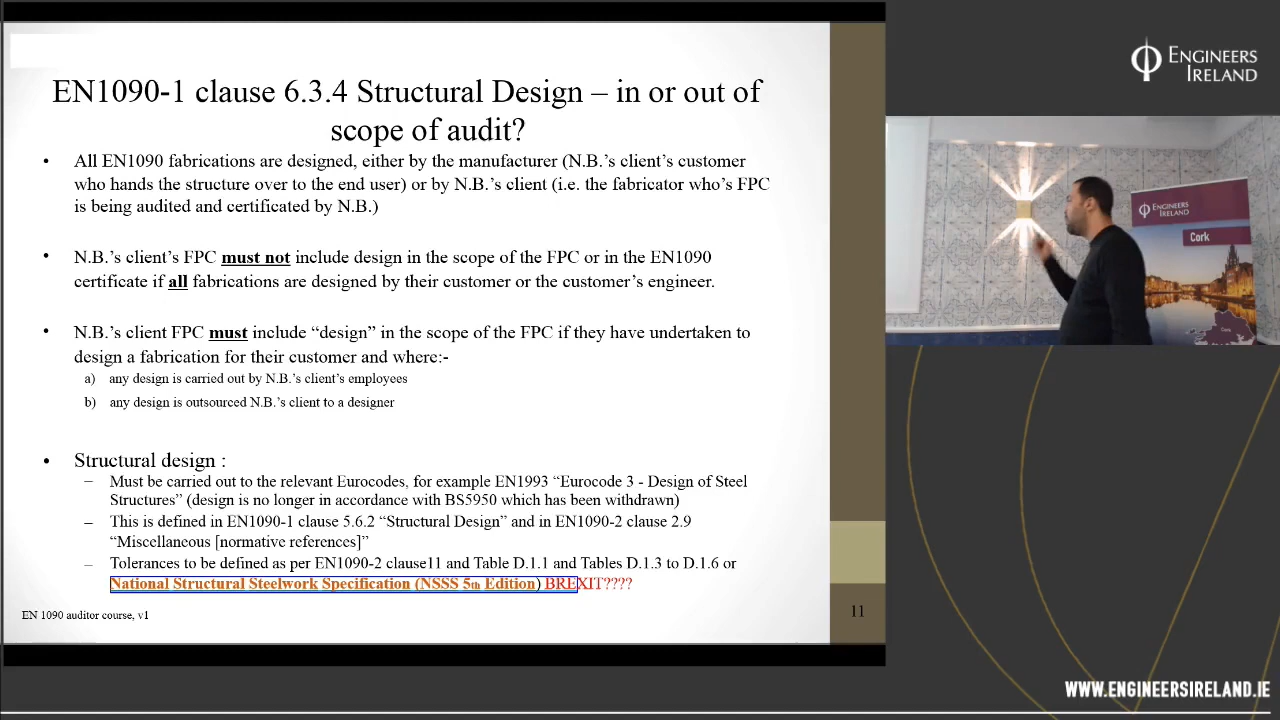 EN1090-1 clause 6.3.4 Structural Design – in or out of
scope of audit?
• All EN1090 fabrications are designed, either by the manufacturer (N.B.’s client’s customer
who hands the structure over to the end user) or by N.B.’s client (i.e. the fabricator who’s FPC
is being audited and certificated by N.B.)
• N.B.’s client’s FPC must not include design in the scope of the FPC or in the EN1090
certificate if all fabrications are designed by their customer or the customer’s engineer.
• N.B.’s client FPC must include “design” in the scope of the FPC if they have undertaken to
design a fabrication for their customer and where:-
a) any design is carried out by N.B.’s client’s employees
b) any design is outsourced N.B.’s client to a designer
• Structural design :
– Must be carried out to the relevant Eurocodes, for example EN1993 “Eurocode 3 - Design of Steel
Structures” (design is no longer in accordance with BS5950 which has been withdrawn)
– This is defined in EN1090-1 clause 5.6.2 “Structural Design” and in EN1090-2 clause 2.9
“Miscellaneous [normative references]”
– Tolerances to be defined as per EN1090-2 clause11 and Table D.1.1 and Tables D.1.3 to D.1.6 or
National Structural Steelwork Specification (NSSS 5th Edition) BREXIT????
EN 1090 auditor course, v1
11
ENGINEERS
IRELAND
ENGINEERS
IRELAND
Cork
WWW.ENGINEERSIRELAND.IE